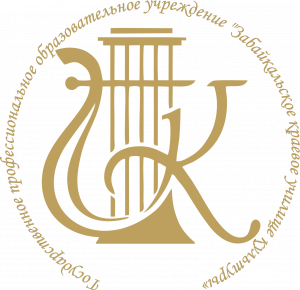 "Государственное профессиональное образовательное учреждение "Забайкальское краевое училище Культуры"
К